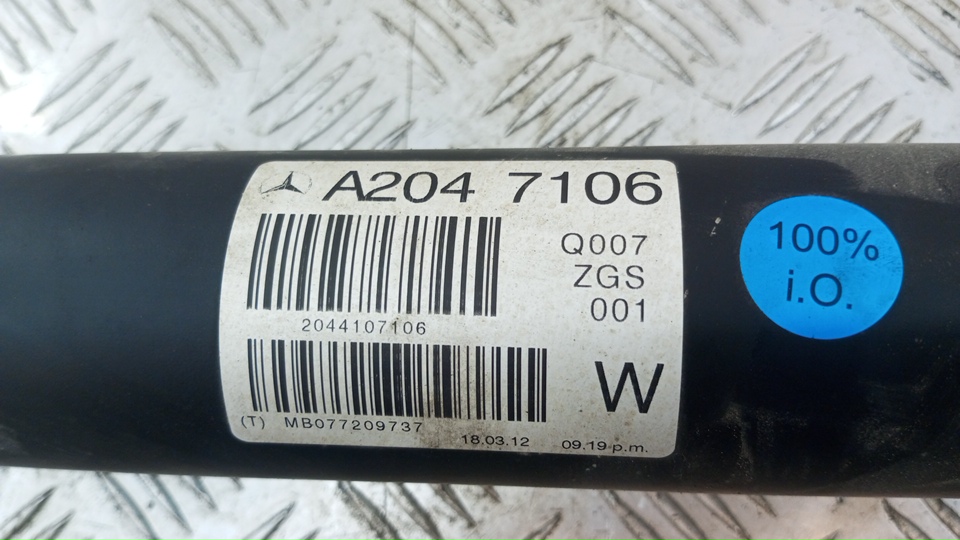 A204 7106
Q007
ZGS
001
2044107106
W
(T) MB077209737
18.03.12 09.19 p.m.
100%
i.O.